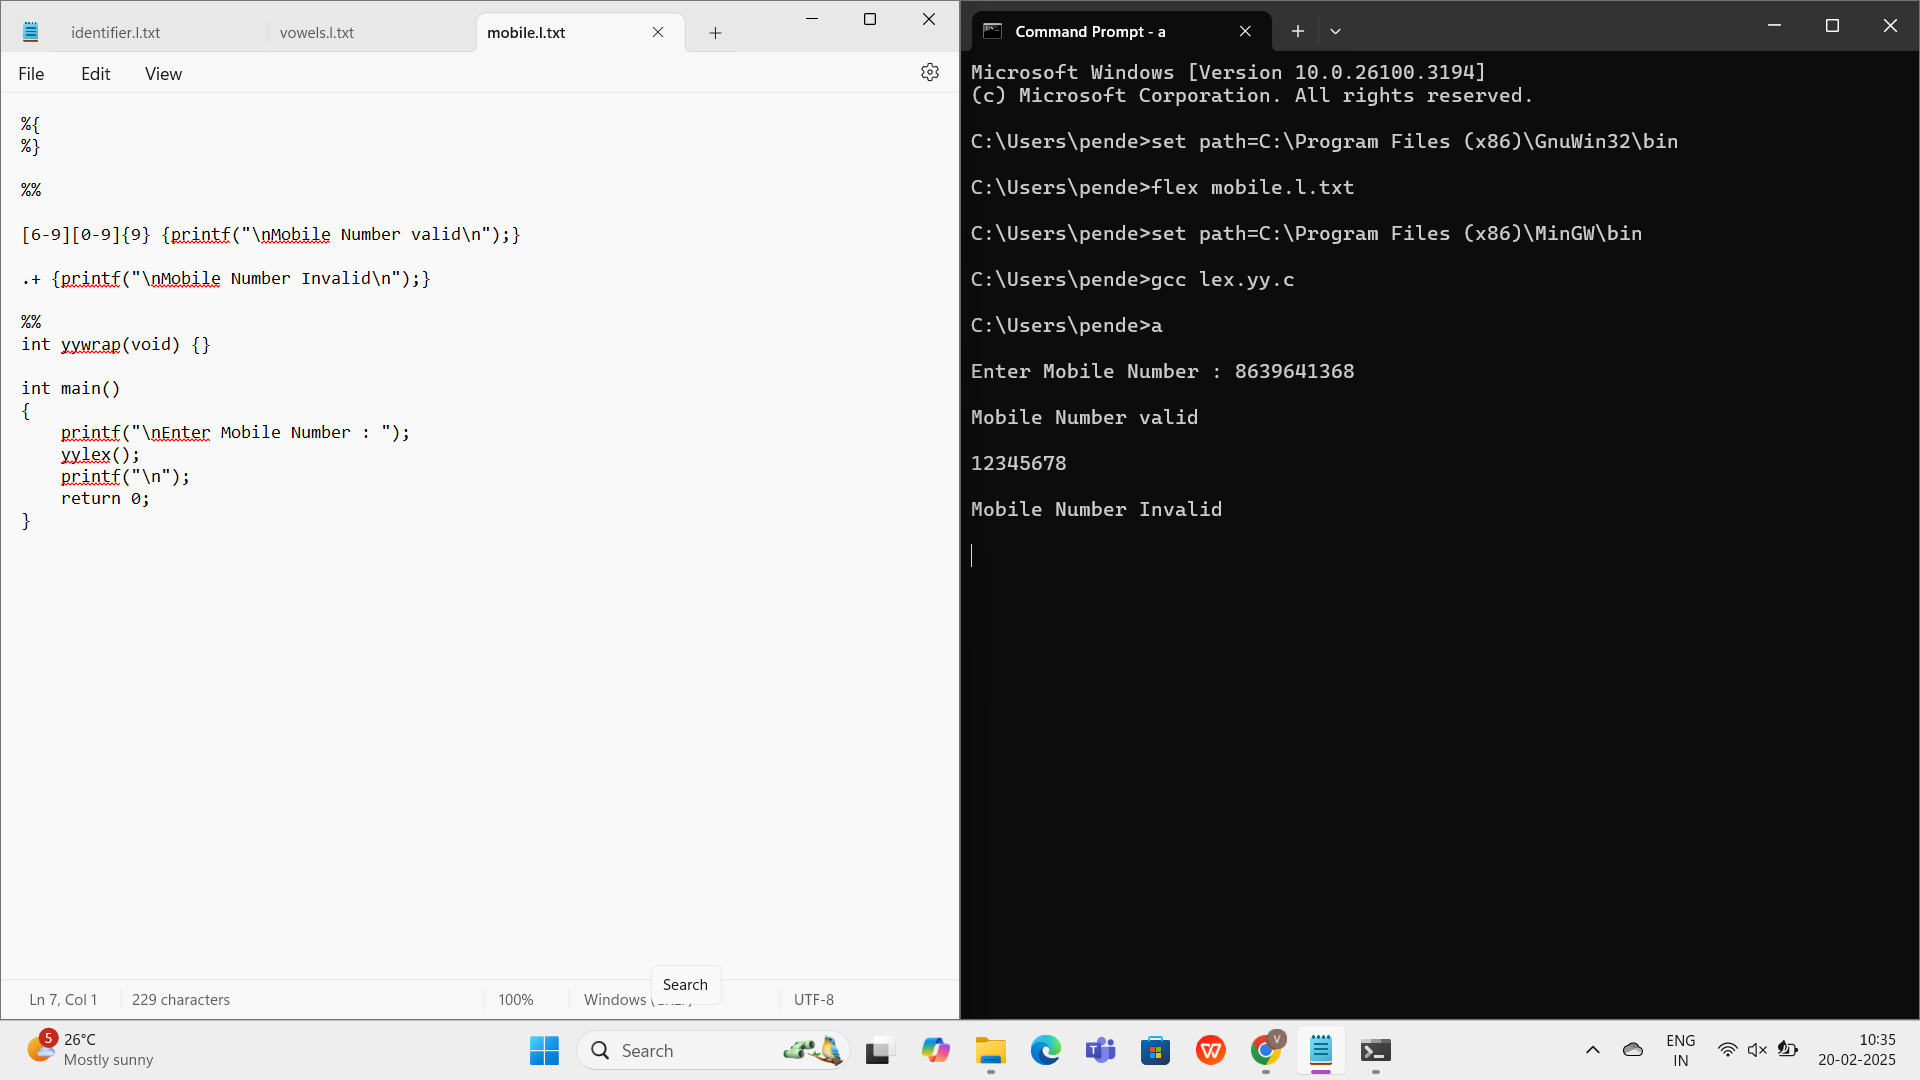 identifier.l.txt
vowels.l.txt
mobile.l.txt
File
Edit
View
%{
%}
%%
[6-9][0-9]{9} {printf("\nMobile Number valid\n");}
.+ {printf("\nMobile Number Invalid\n");}
%%
int yywrap(void) {}
int main()
{
    printf("\nEnter Mobile Number : ");
    yylex();
    printf("\n");
    return 0;
}
Ln 7, Col 1
229 characters
100%
Windows
UTF-8
Search
Command Prompt - a
Microsoft Windows [Version 10.0.26100.3194]
(c) Microsoft Corporation. All rights reserved.
C:\Users\pende>set path=C:\Program Files (x86)\GnuWin32\bin
C:\Users\pende>flex mobile.l.txt
C:\Users\pende>set path=C:\Program Files (x86)\MinGW\bin
C:\Users\pende>gcc lex.yy.c
C:\Users\pende>a
Enter Mobile Number : 8639641368
Mobile Number valid
12345678
Mobile Number Invalid
5
26°C
Mostly sunny
Search
V
ENG
IN
10:35
20-02-2025